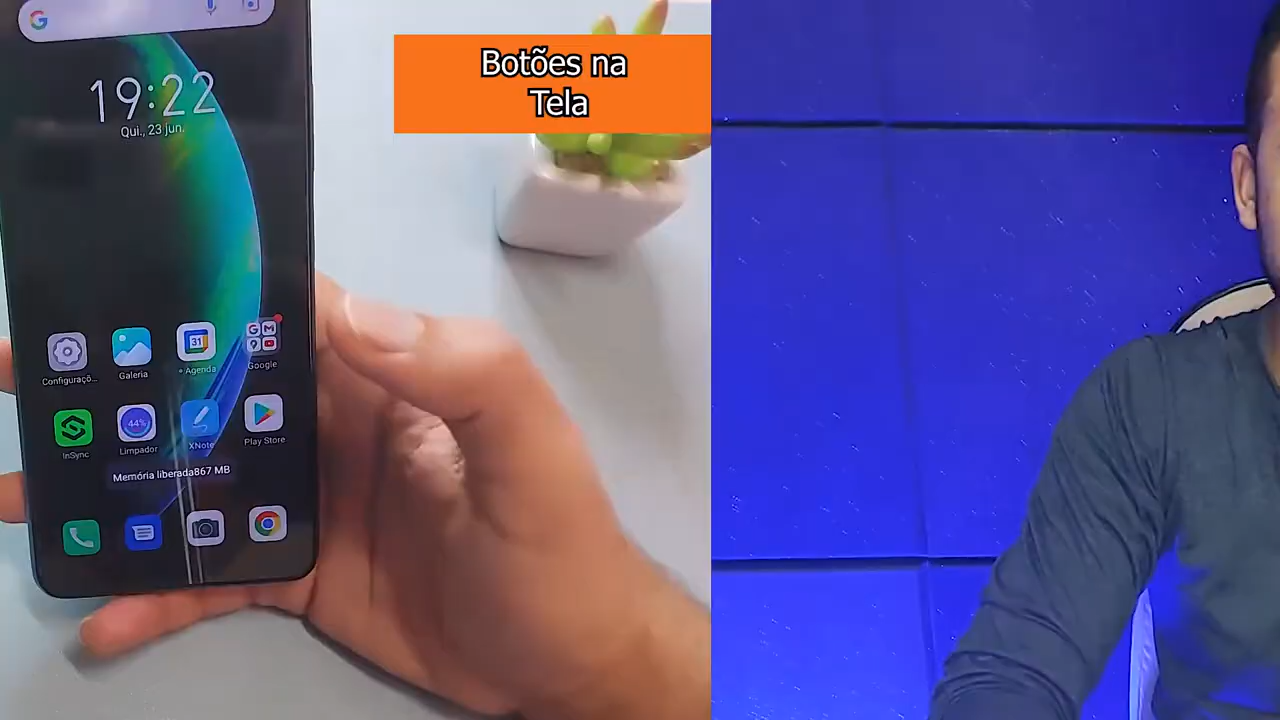 Botões na
Tela
19:22
Qui., 23 jun.
Configuraçõ...
Galeria
31
Agenda
Google
InSync
44%
Limpador
XNote
Play Store
Memória liberada867 MB